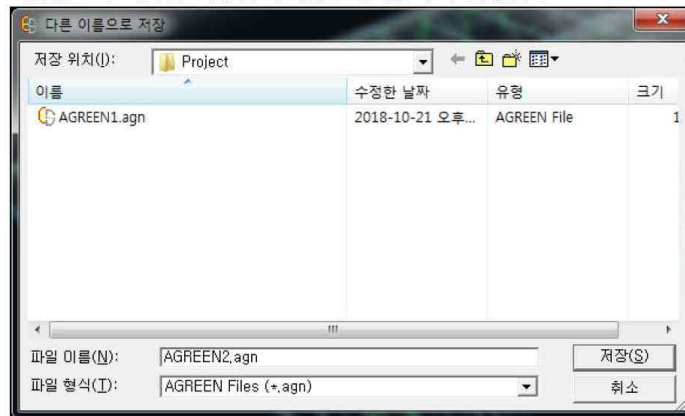 다른 이름으로 저장
저장 위치(I): Project
이름 수정한 날짜 유형 크기
AGREEN1.agn 2018-10-21 오후... AGREEN File 1
파일 이름(N): AGREEN2.agn 저장(S)
파일 형식(T): AGREEN Files (*.agn) 취소